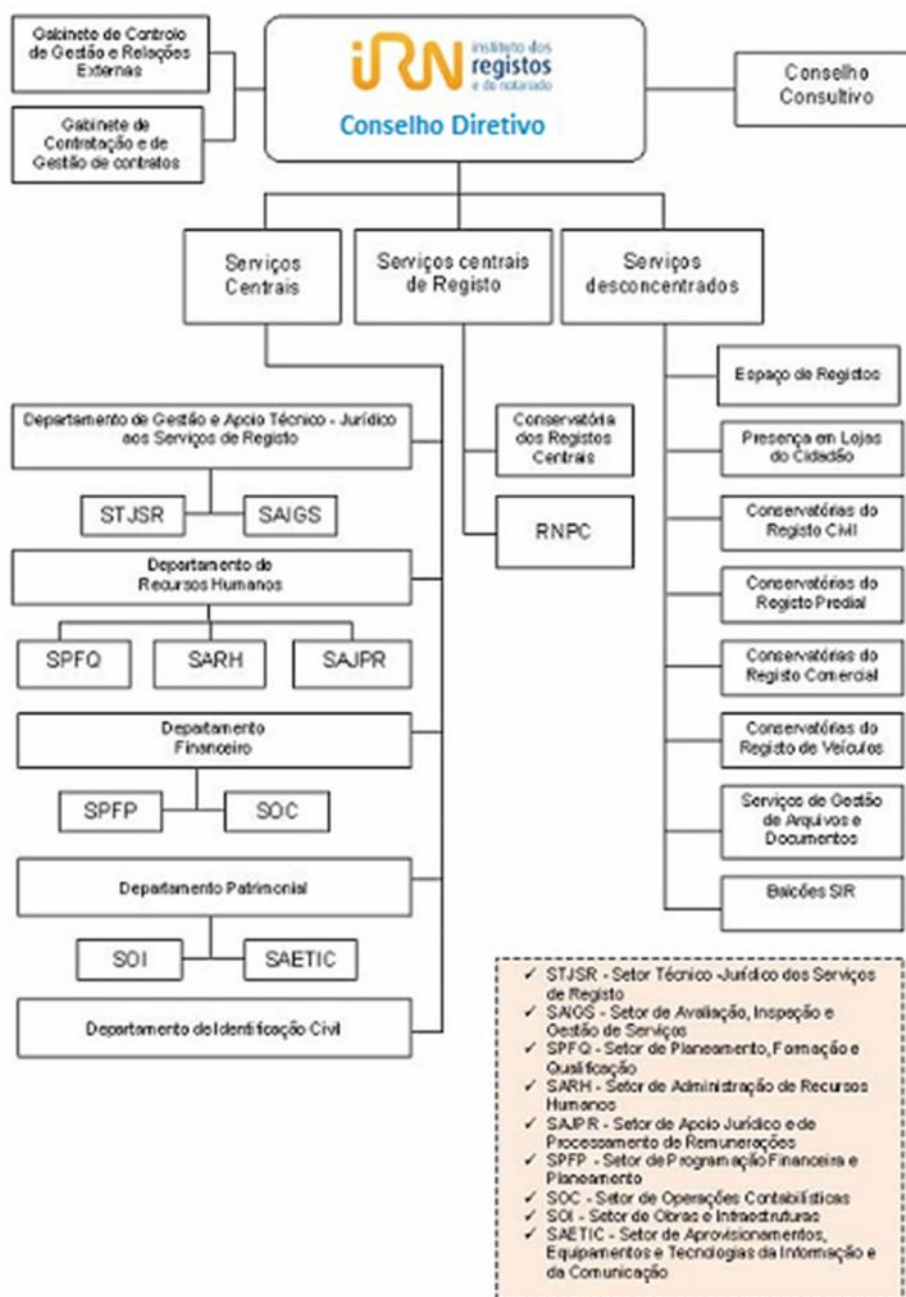 Gabinete de Controlo
de Gestão e Relações
Externas
Gabinete de
Contratação e de
Gestão de contratos
iRN
instituto dos
registos
e do notariado
Conselho Diretivo
Conselho
Consultivo
Serviços
Centrais
Serviços centrais
de Registo
Serviços
desconcentrados
Departamento de Gestão e Apoio Técnico - Jurídico
aos Serviços de Registo
STJSR
SAIGS
Departamento de
Recursos Humanos
SPFQ
SARH
SAJPR
Departamento
Financeiro
SPFP
SOC
Departamento Patrimonial
SOI
SAETIC
Departamento de Identificação Civil
Conservatória
dos Registos
Centrais
RNPC
Espaço de Registos
Presença em Lojas
do Cidadão
Conservatórias do
Registo Civil
Conservatórias do
Registo Predial
Conservatórias do
Registo Comercial
Conservatórias do
Registo de Veículos
Serviços de Gestão
de Arquivos e
Documentos
Balcões SIR
✓ STJSR - Setor Técnico -Jurídico dos Serviços
de Registo
✓ SAIGS - Setor de Avaliação, Inspeção e
Gestão de Serviços
✓ SPFQ - Setor de Planeamento, Formação e
Qualificação
✓ SARH - Setor de Administração de Recursos
Humanos
✓ SAJPR - Setor de Apoio Jurídico e de
Processamento de Remunerações
✓ SPFP - Setor de Programação Financeira e
Planeamento
✓ SOC - Setor de Operações Contabilísticas
✓ SOI - Setor de Obras e Infraestruturas
✓ SAETIC - Setor de Aprovisionamentos,
Equipamentos e Tecnologias da Informação e
da Comunicação